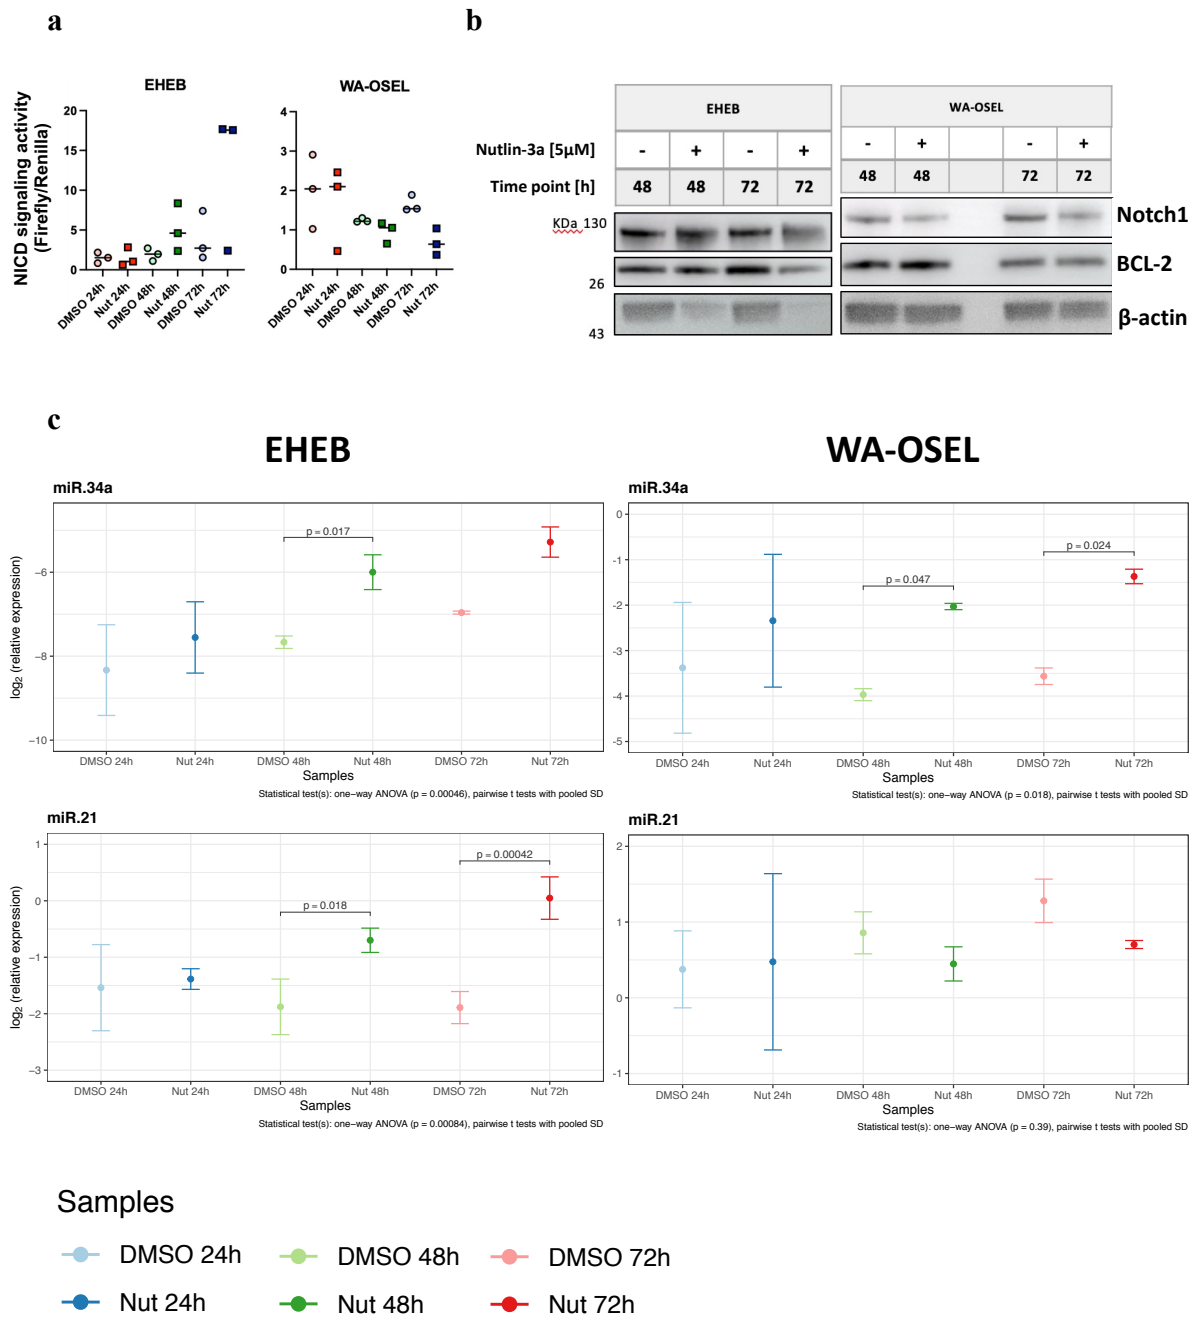 a
b
EHEB
WA-OSEL
NICD signaling activity
(Firefly/Renilla)
20
15
10
5
0
DMSO 24h
Nut 24h
DMSO 48h
Nut 48h
DMSO 72h
Nut 72h
4
3
2
1
0
DMSO 24h
Nut 24h
DMSO 48h
Nut 48h
DMSO 72h
Nut 72h
EHEB
WA-OSEL
Nutlin-3a [5µM]
- + - +
- + - +
Time point [h]
48 48 72 72
48 48 72 72
KDa 130
26
43
Notch1
BCL-2
β-actin
c
EHEB
WA-OSEL
miR.34a
log2 (relative expression)
−6
−8
−10
p = 0.017
DMSO 24h
Nut 24h
DMSO 48h
Nut 48h
DMSO 72h
Nut 72h
Samples
Statistical test(s): one−way ANOVA (p = 0.00046), pairwise t tests with pooled SD
miR.34a
0
-1
-2
-3
-4
-5
p = 0.047
p = 0.024
DMSO 24h
Nut 24h
DMSO 48h
Nut 48h
DMSO 72h
Nut 72h
Samples
Statistical test(s): one−way ANOVA (p = 0.018), pairwise t tests with pooled SD
miR.21
log2 (relative expression)
1
0
−1
−2
−3
p = 0.018
p = 0.00042
DMSO 24h
Nut 24h
DMSO 48h
Nut 48h
DMSO 72h
Nut 72h
Samples
Statistical test(s): one−way ANOVA (p = 0.00084), pairwise t tests with pooled SD
miR.21
2
1
0
-1
DMSO 24h
Nut 24h
DMSO 48h
Nut 48h
DMSO 72h
Nut 72h
Samples
Statistical test(s): one−way ANOVA (p = 0.39), pairwise t tests with pooled SD
Samples
DMSO 24h
DMSO 48h
DMSO 72h
Nut 24h
Nut 48h
Nut 72h